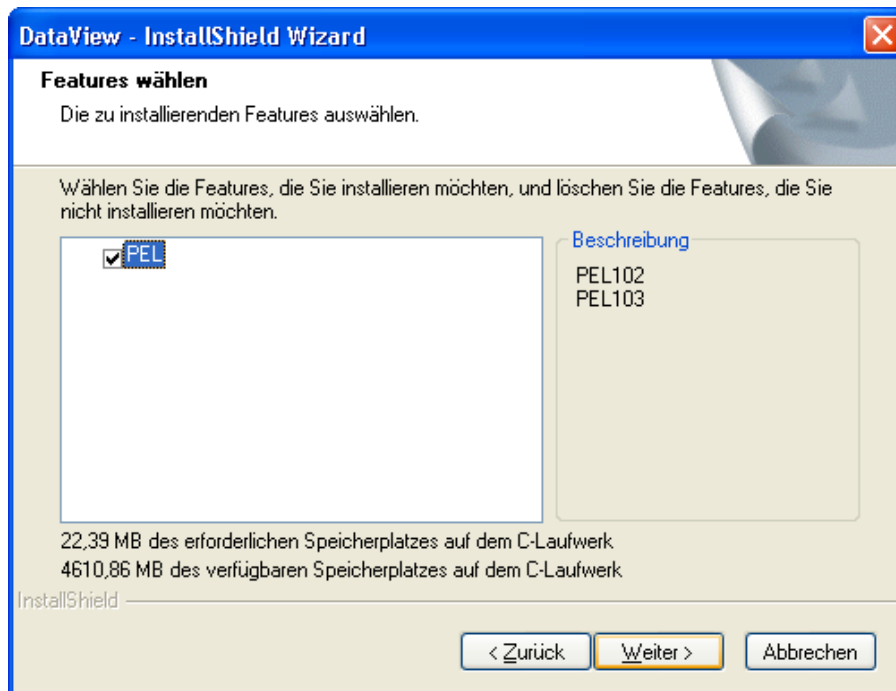 DataView - InstallShield Wizard
Features wählen
Die zu installierenden Features auswählen.
Wählen Sie die Features, die Sie installieren möchten, und löschen Sie die Features, die Sie
nicht installieren möchten.
PEL
Beschreibung
PEL102
PEL103
22,39 MB des erforderlichen Speicherplatzes auf dem C-Laufwerk
4610,86 MB des verfügbaren Speicherplatzes auf dem C-Laufwerk
InstallShield
< Zurück
Weiter >
Abbrechen